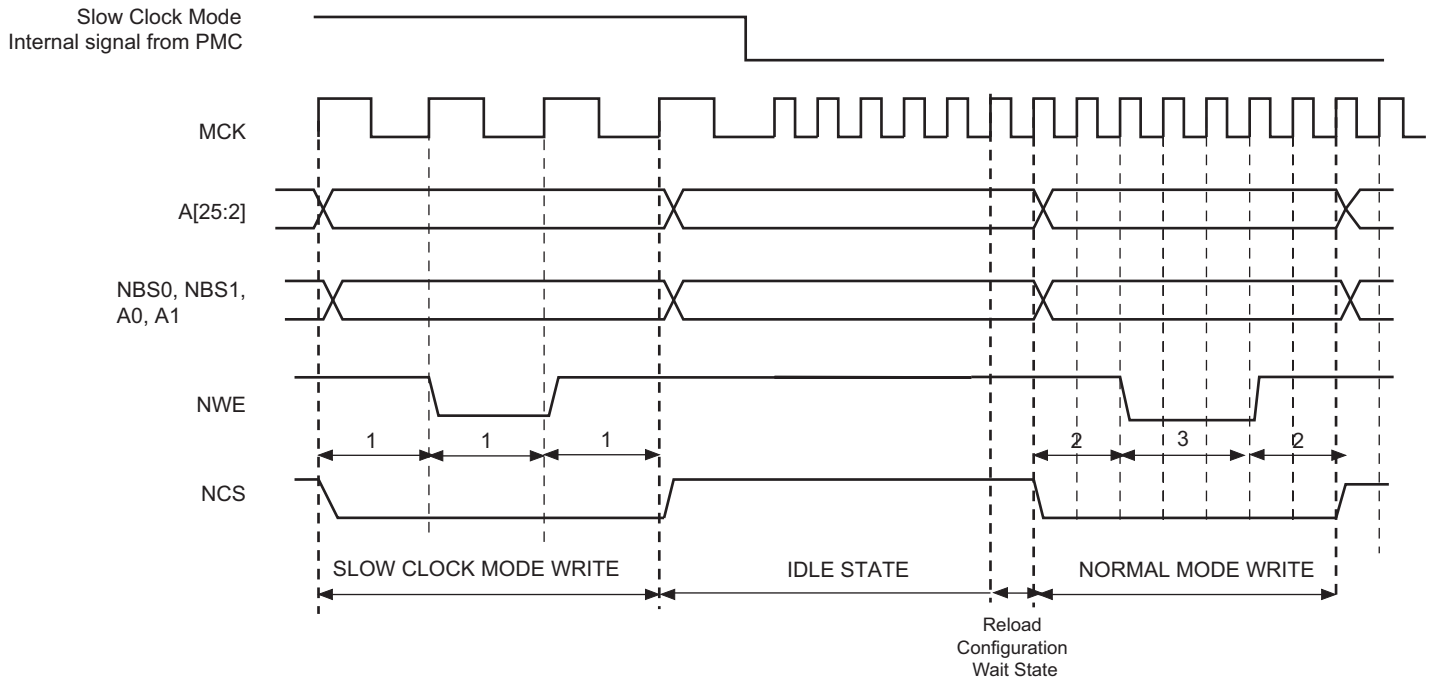 Slow Clock Mode
Internal signal from PMC
MCK
A[25:2]
NBS0, NBS1,
A0, A1
NWE
1 1 1 2 3 2
NCS
SLOW CLOCK MODE WRITE IDLE STATE NORMAL MODE WRITE
Reload
Configuration
Wait State